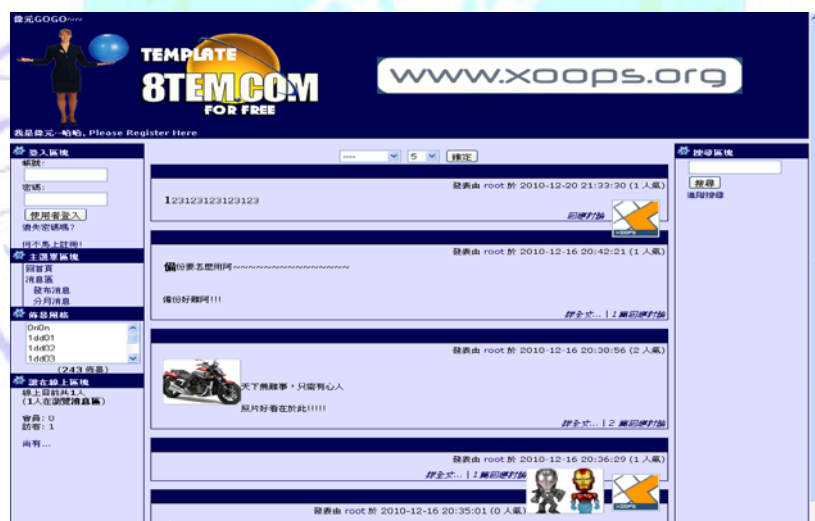 偉元GOGO~~
TEMPLATE
8TEM.COM
FOR FREE
www.xoops.org
我是偉元~哈哈, Please Register Here
登入區塊
帳號:
密碼:
使用者登入
遺失密碼嗎?
何不馬上註冊!
主選單區塊
回首頁
消息區
發布消息
分月消息
佈景風格
OriOn
1dd01
1dd02
1dd03
(243 佈景)
誰在線上區塊
線上目前共1人
(1人在瀏覽消息區)
會員: 0
訪客: 1
尚有...
---- 5 確定
發表由 root 於 2010-12-20 21:33:30 (1 人氣)
123123123123123
回應討論
XOOPS
發表由 root 於 2010-12-16 20:42:21 (1 人氣)
備份要怎麼用阿~~~~~~~~~~~~~~~~
備份好難阿!!!
詳全文... | 1 篇回應討論
發表由 root 於 2010-12-16 20:38:56 (2 人氣)
天下無難事，只需有心人
照片好看在於此!!!!!
詳全文... | 2 篇回應討論
發表由 root 於 2010-12-16 20:36:29 (1 人氣)
詳全文... | 1 篇回應討論
XOOPS
發表由 root 於 2010-12-16 20:35:01 (0 人氣)
搜尋區塊
搜尋
進階搜尋